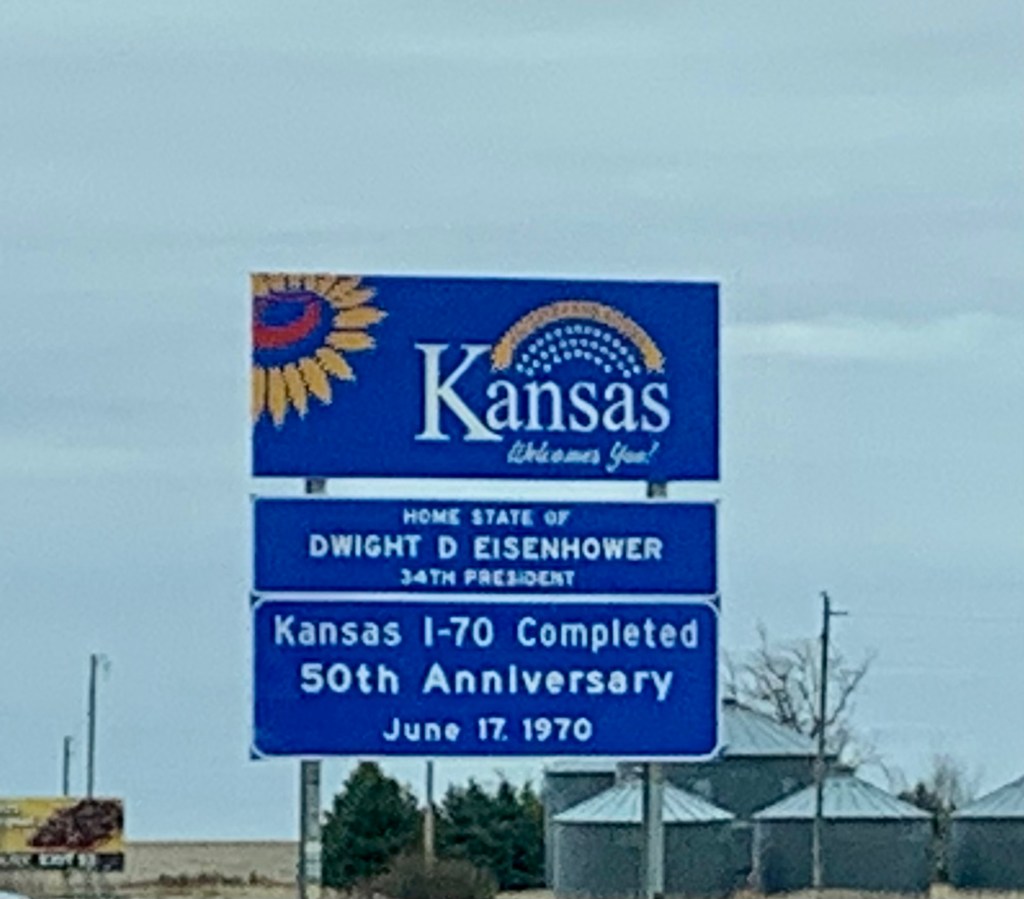 Kansas
Welcomes You!
HOME STATE OF
DWIGHT D EISENHOWER
34TH PRESIDENT
Kansas I-70 Completed
50th Anniversary
June 17, 1970